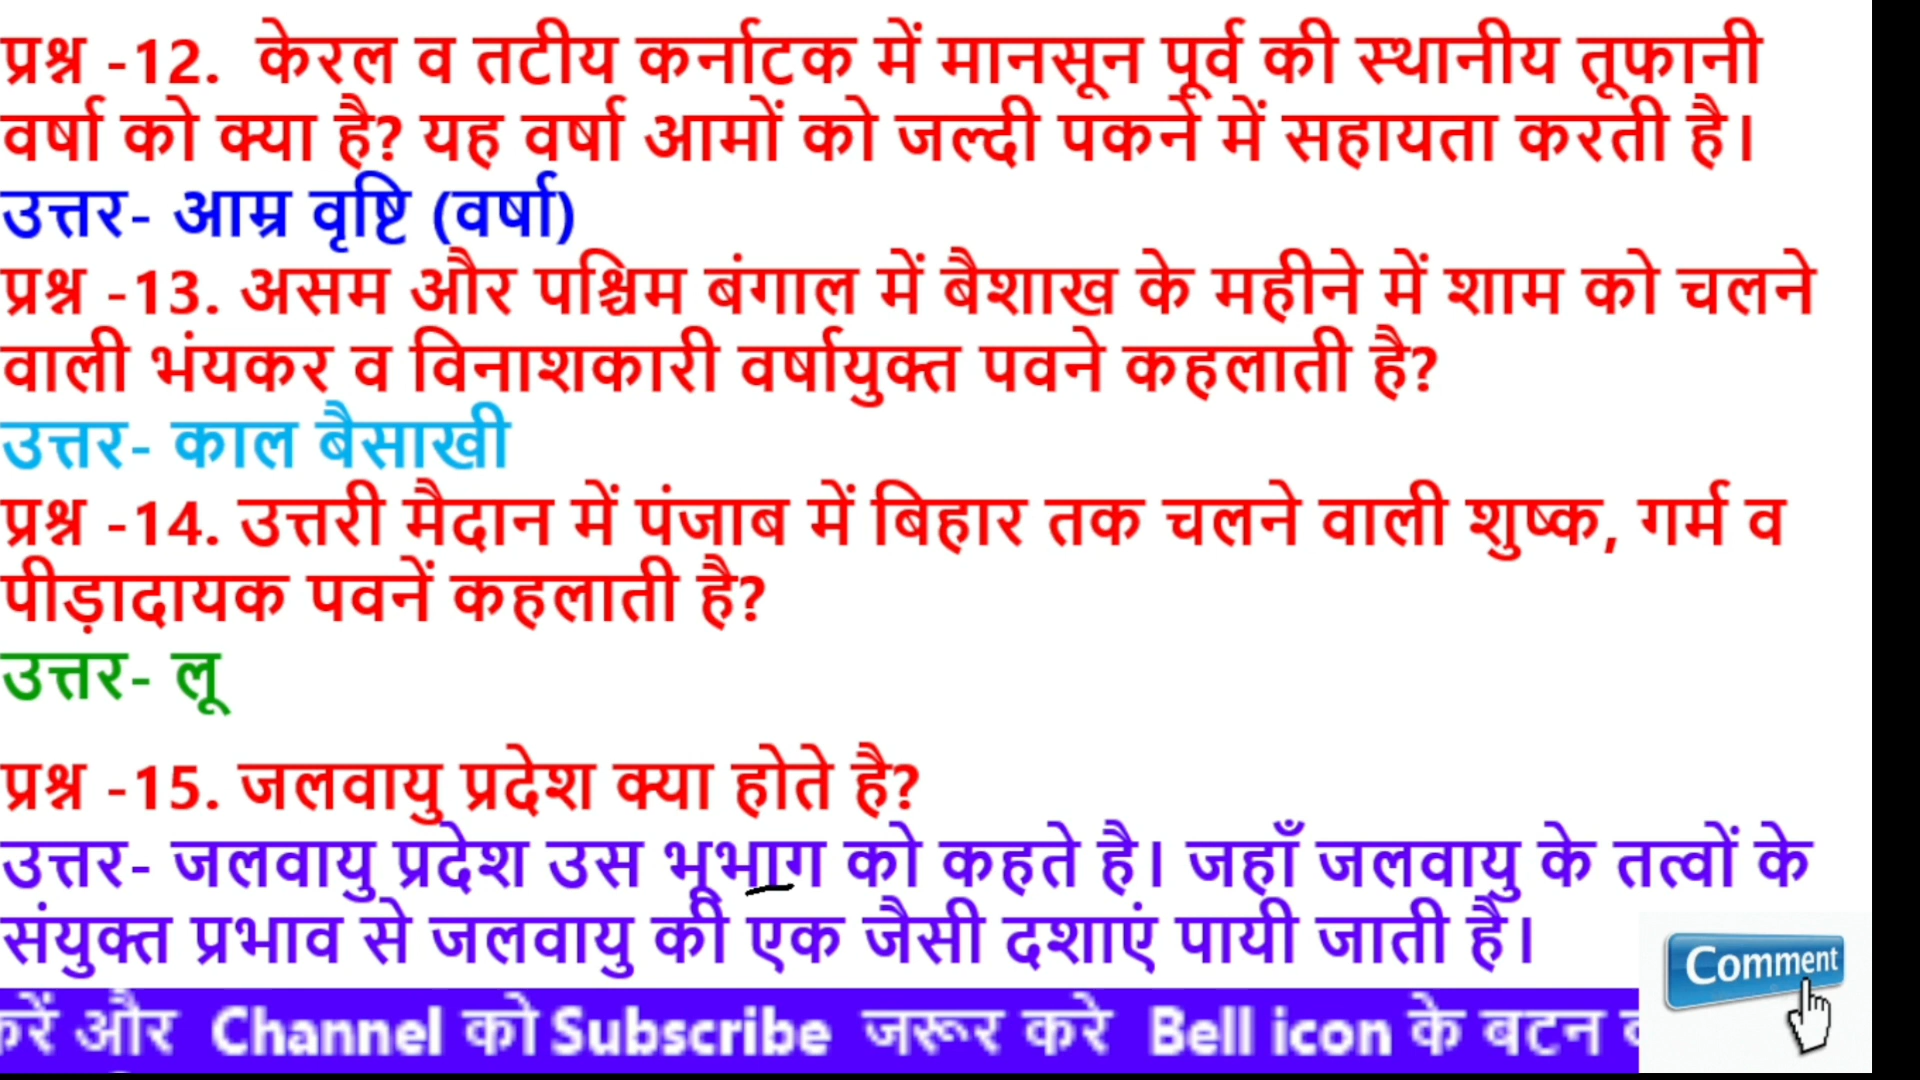 प्रश्न -12. केरल व तटीय कर्नाटक में मानसून पूर्व की स्थानीय तूफानी
वर्षा को क्या है? यह वर्षा आमों को जल्दी पकने में सहायता करती है।
उत्तर- आम्र वृष्टि (वर्षा)
प्रश्न -13. असम और पश्चिम बंगाल में बैशाख के महीने में शाम को चलने
वाली भंयकर व विनाशकारी वर्षायुक्त पवने कहलाती है?
उत्तर- काल बैसाखी
प्रश्न -14. उत्तरी मैदान में पंजाब में बिहार तक चलने वाली शुष्क, गर्म व
पीड़ादायक पवनें कहलाती है?
उत्तर- लू
प्रश्न -15. जलवायु प्रदेश क्या होते है?
उत्तर- जलवायु प्रदेश उस भूभाग को कहते है। जहाँ जलवायु के तत्वों के
संयुक्त प्रभाव से जलवायु की एक जैसी दशाएं पायी जाती है।
Comment
और Channel को Subscribe जरूर करे Bell icon के बटन